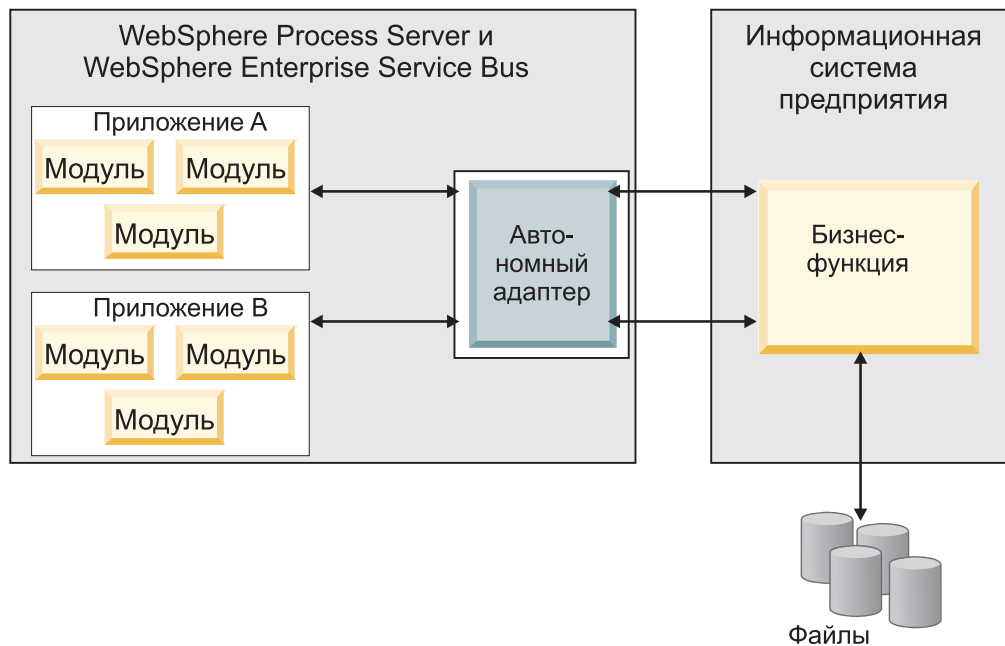 WebSphere Process Server и
WebSphere Enterprise Service Bus
Приложение A
Модуль
Модуль
Модуль
Приложение B
Модуль
Модуль
Модуль
Авто-
номный
адаптер
Информационная
система
предприятия
Бизнес-
функция
Файлы